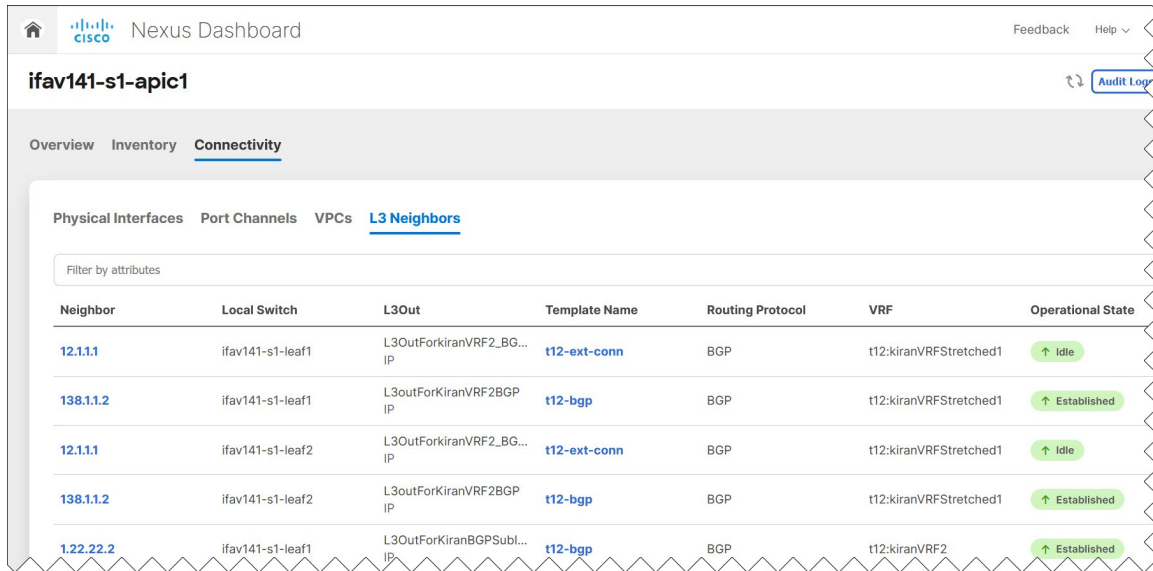 CISCO Nexus Dashboard Feedback Help
ifav141-s1-apic1 Audit Logs
Overview Inventory Connectivity
Physical Interfaces Port Channels VPCs L3 Neighbors
Filter by attributes
Neighbor Local Switch L3Out Template Name Routing Protocol VRF Operational State
12.1.1.1 ifav141-s1-leaf1 L3OutForkiranVRF2_BG... t12-ext-conn BGP t12:kiranVRFStretched1 Idle
IP
138.1.1.2 ifav141-s1-leaf1 L3outForKiranVRF2BGP t12-bgp BGP t12:kiranVRFStretched1 Established
IP
12.1.1.1 ifav141-s1-leaf2 L3OutForkiranVRF2_BG... t12-ext-conn BGP t12:kiranVRFStretched1 Idle
IP
138.1.1.2 ifav141-s1-leaf2 L3outForKiranVRF2BGP t12-bgp BGP t12:kiranVRFStretched1 Established
IP
1.22.22.2 ifav141-s1-leaf1 L3OutForKiranBGPSubl... t12-bgp BGP t12:kiranVRF2 Established
IP